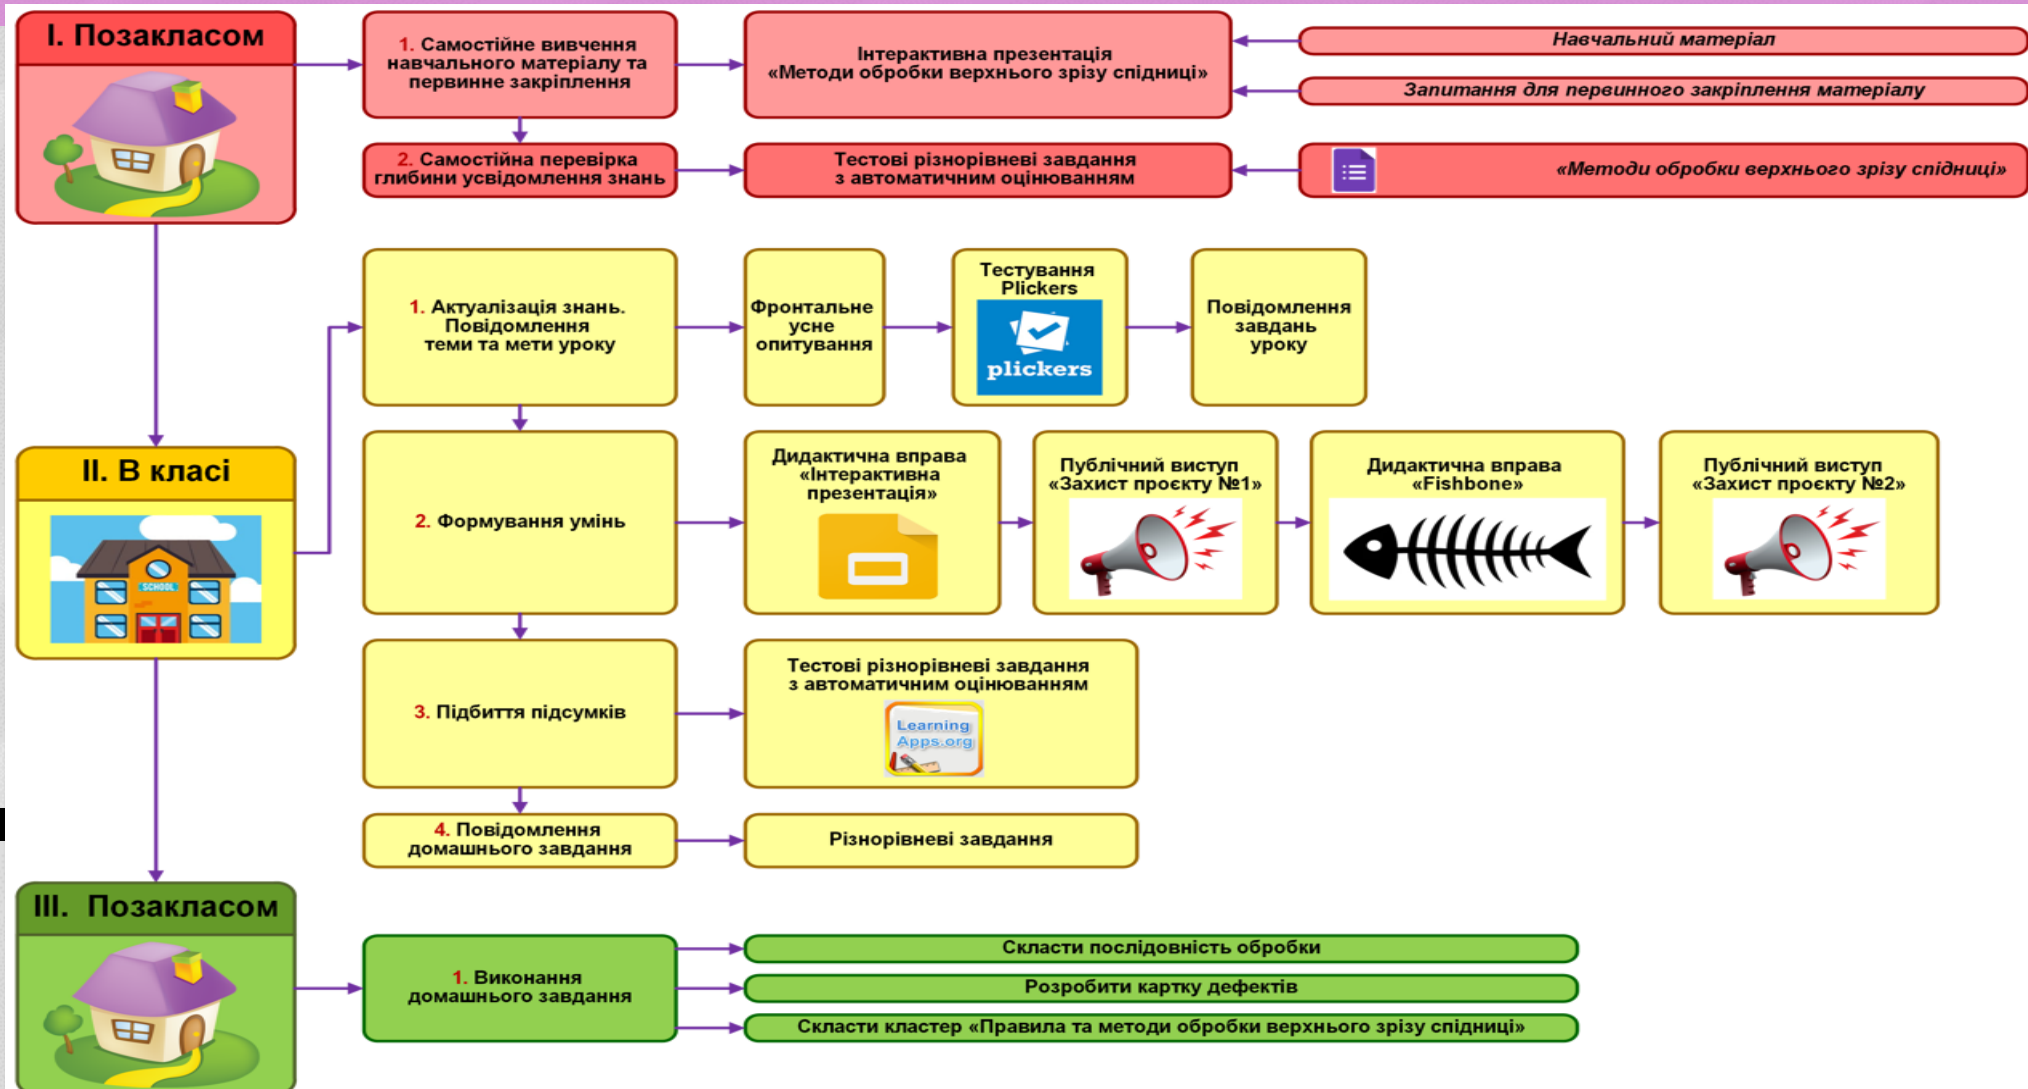 І. Позакласом
1. Самостійне вивчення
навчального матеріалу та
первинне закріплення
Інтерактивна презентація
«Методи обробки верхнього зрізу спідниці»
Навчальний матеріал
Запитання для первинного закріплення матеріалу
2. Самостійна перевірка
глибини усвідомлення знань
Тестові різнорівневі завдання
з автоматичним оцінюванням
«Методи обробки верхнього зрізу спідниці»
ІІ. В класі
SCHOOL
1. Актуалізація знань.
Повідомлення
теми та мети уроку
Фронтальне
усне
опитування
Тестування
Plickers
plickers
Повідомлення
завдань
уроку
2. Формування умінь
Дидактична вправа
«Інтерактивна
презентація»
Публічний виступ
«Захист проєкту №1»
Дидактична вправа
«Fishbone»
Публічний виступ
«Захист проєкту №2»
3. Підбиття підсумків
Тестові різнорівневі завдання
з автоматичним оцінюванням
Learning
Apps.org
4. Повідомлення
домашнього завдання
Різнорівневі завдання
ІІІ. Позакласом
1. Виконання
домашнього завдання
Скласти послідовність обробки
Розробити картку дефектів
Скласти кластер «Правила та методи обробки верхнього зрізу спідниці»